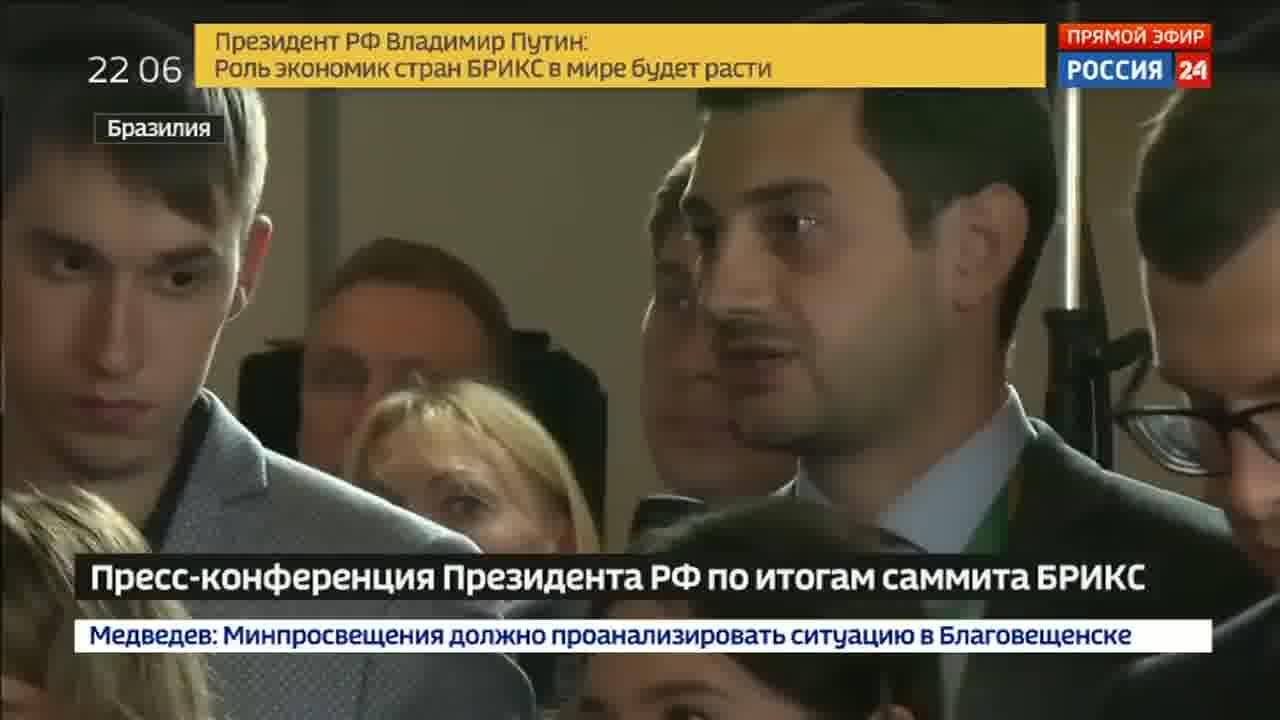 22 06
Президент РФ Владимир Путин:
Роль экономик стран БРИКС в мире будет расти
ПРЯМОЙ ЭФИР
РОССИЯ 24
Бразилия
Пресс-конференция Президента РФ по итогам саммита БРИКС
Медведев: Минпросвещения должно проанализировать ситуацию в Благовещенске